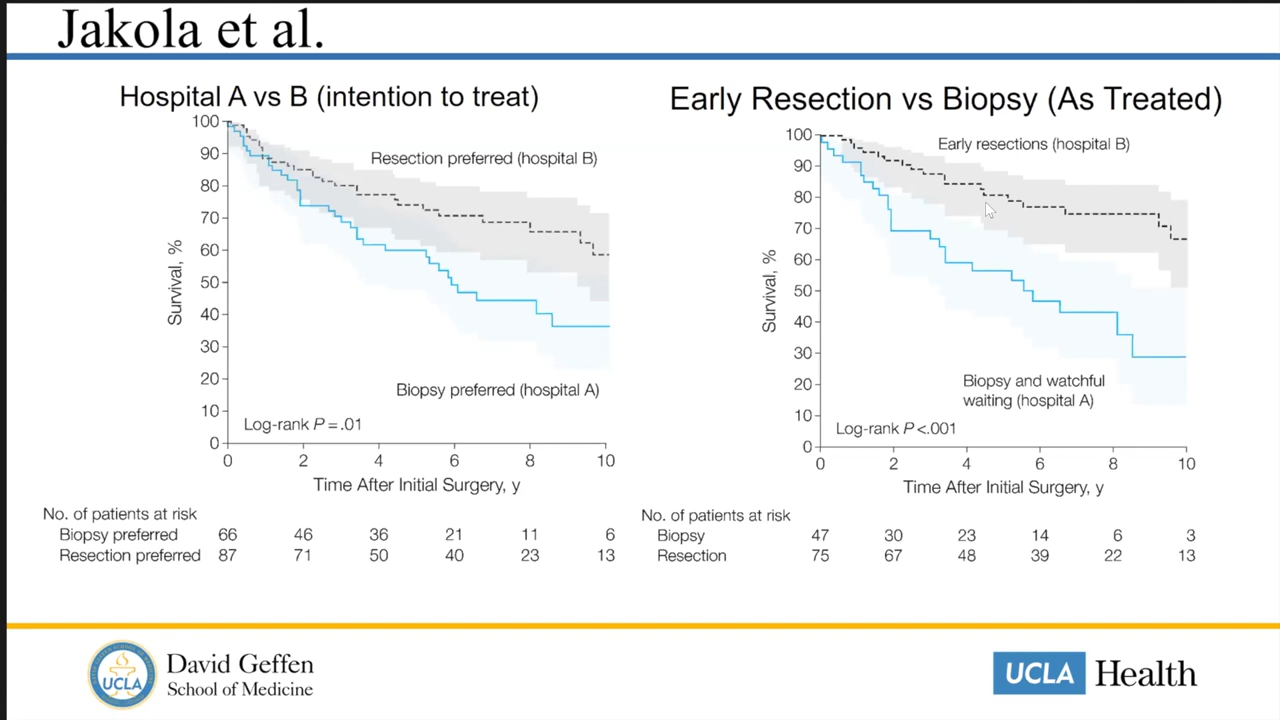 Jakola et al.
Hospital A vs B (intention to treat)
100
90
80
70
60
50
40
30
20
10
0
Survival, %
Resection preferred (hospital B)
Biopsy preferred (hospital A)
Log-rank P = .01
0 2 4 6 8 10
Time After Initial Surgery, y
No. of patients at risk
Biopsy preferred 66 46 36 21 11 6
Resection preferred 87 71 50 40 23 13
Early Resection vs Biopsy (As Treated)
100
90
80
70
60
50
40
30
20
10
0
Survival, %
Early resections (hospital B)
Biopsy and watchful
waiting (hospital A)
Log-rank P <.001
0 2 4 6 8 10
Time After Initial Surgery, y
No. of patients at risk
Biopsy 47 30 23 14 6 3
Resection 75 67 48 39 22 13
UCLA
David Geffen
School of Medicine
UCLA Health